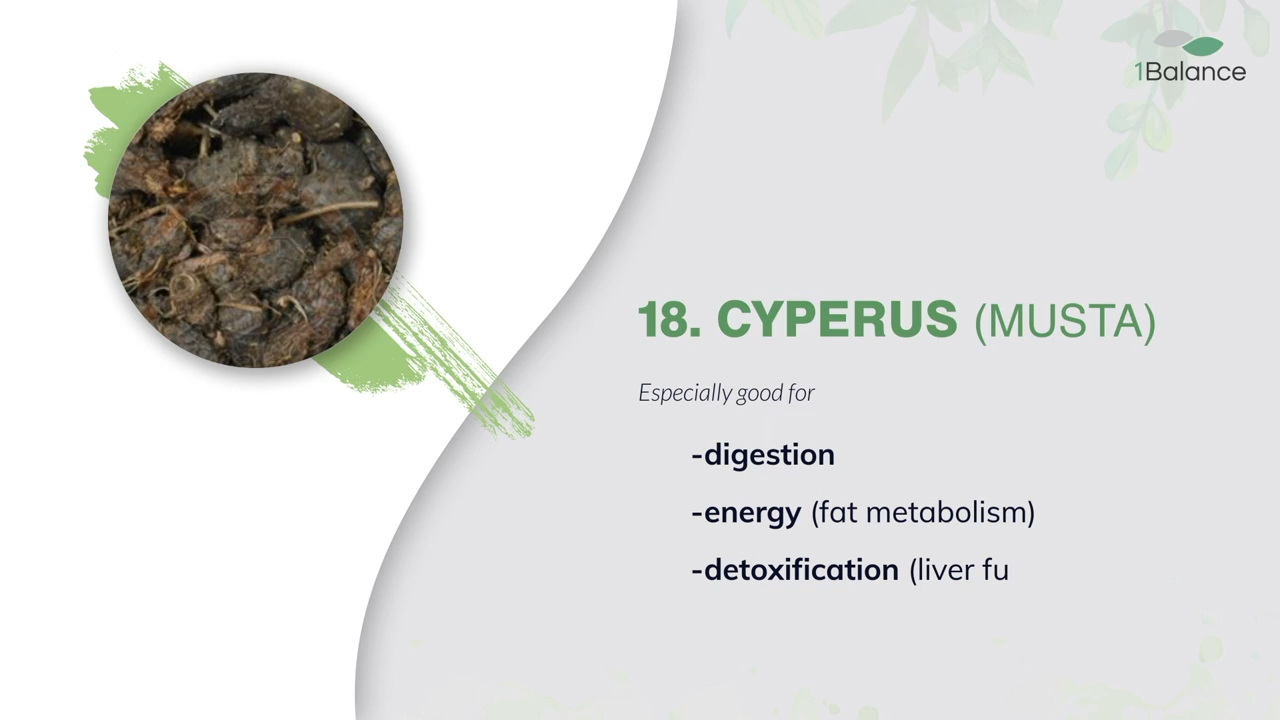 1Balance
18. CYPERUS (MUSTA)
Especially good for
-digestion
-energy (fat metabolism)
-detoxification (liver fu